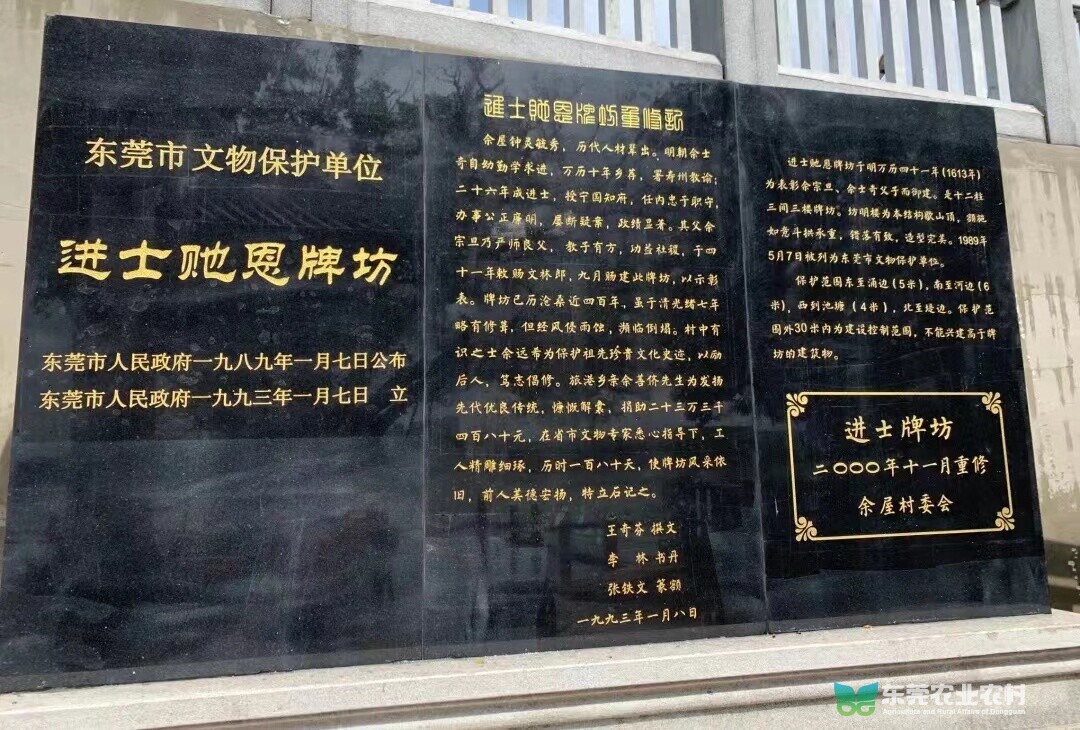 东莞市文物保护单位
进士贶恩牌坊
东莞市人民政府一九八九年一月七日公布
东莞市人民政府一九九三年一月七日 立
進士貤恩牌坊重修記
余屋钟灵毓秀，历代人材辈出。明朝余士
奇自幼勤学求进，万历十年乡荐，署寿州教谕；
二十六年成进士，授宁国知府，任内忠于职守，
办事公正廉明，屡断疑案，政绩显著。其父余
宗旦乃严师良父，教子有方，功益社稷，于四
十一年敕赐文林郎，九月肠建此牌坊，以示彰
表。牌坊已历沧桑近四百年，虽于清光绪七年
略有修葺，但经风侵雨蚀，濒临倒塌。村中有
识之士余远希为保护祖先珍贵文化史迹，以励
后人，笃志倡修。旅港乡亲余善侨先生为发扬
先代优良传统，慷慨解囊，捐助二十三万三千
四百八十元，在省市文物专家悉心指导下，工
人精雕细琢，历时一百八十天，使牌坊风采依
旧，前人美德宏扬，特立石记之。
王奇芬 撰文
李 林 书丹
张铁文 篆额
一九九三年一月八日
进士贶恩牌坊于明万历四十一年(1613年)
为表彰余宗旦、余士奇父子而御建。是十二柱
三间三楼牌坊。坊明楼为本结构歇山顶，额施
如意斗拱承重，错落有致，造型完美。1989年
5月7日被列为东莞市文物保护单位。
保护范围东至涌边（5米），南至河边（6
米），西到池塘（4米），北至堤边。保护范
围外30米内为建设控制范围，不能兴建高于牌
坊的建筑物。
进士牌坊
二〇〇〇年十一月重修
余屋村委会
东莞农业农村
Agriculture and Rural Affairs of Dongguan